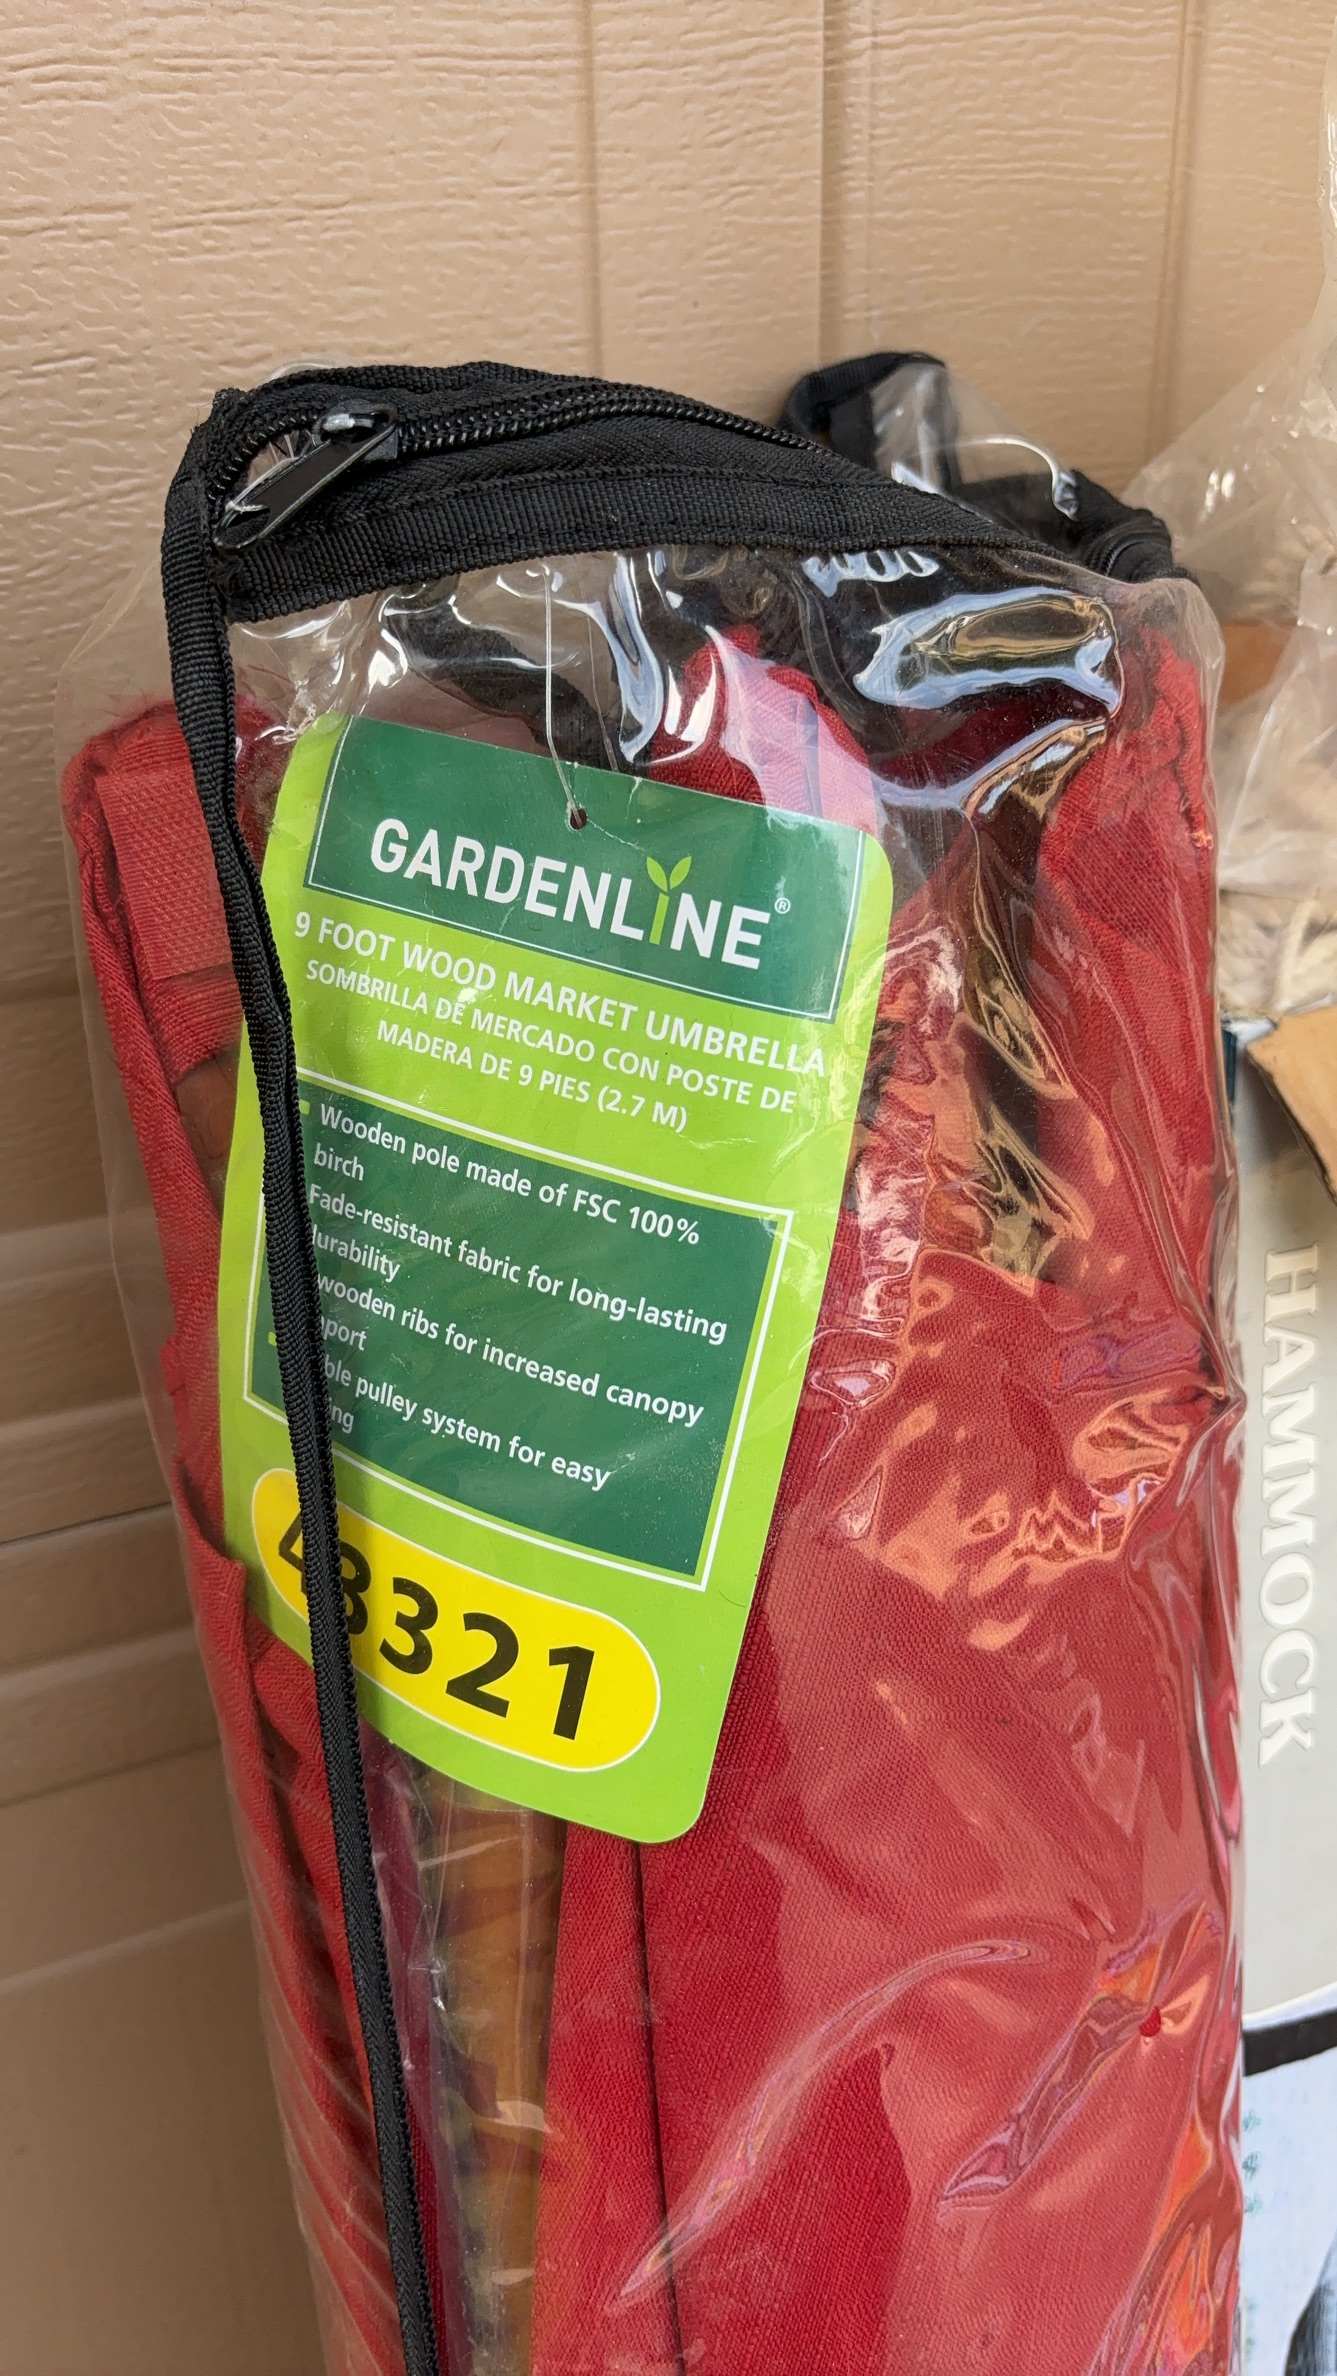 GARDENLINE®
9 FOOT WOOD MARKET UMBRELLA
SOMBRILLA DE MERCADO CON POSTE DE
MADERA DE 9 PIES (2.7 M)
Wooden pole made of FSC 100%
birch
Fade-resistant fabric for long-lasting
durability
wooden ribs for increased canopy
pulley system for easy
48321
HAMMOCK